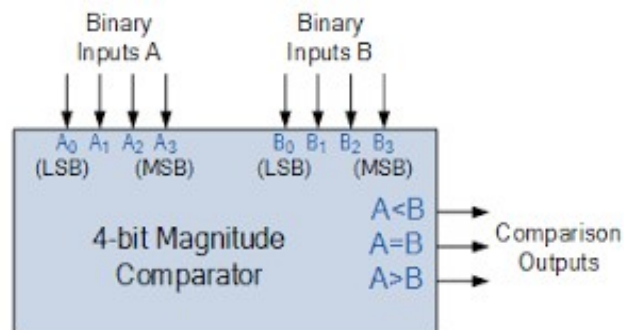 Binary
Inputs A
Binary
Inputs B
A₀ A₁ A₂ A₃
(LSB) (MSB)
B₀ B₁ B₂ B₃
(LSB) (MSB)
4-bit Magnitude
Comparator
A<B
A=B
A>B
Comparison
Outputs